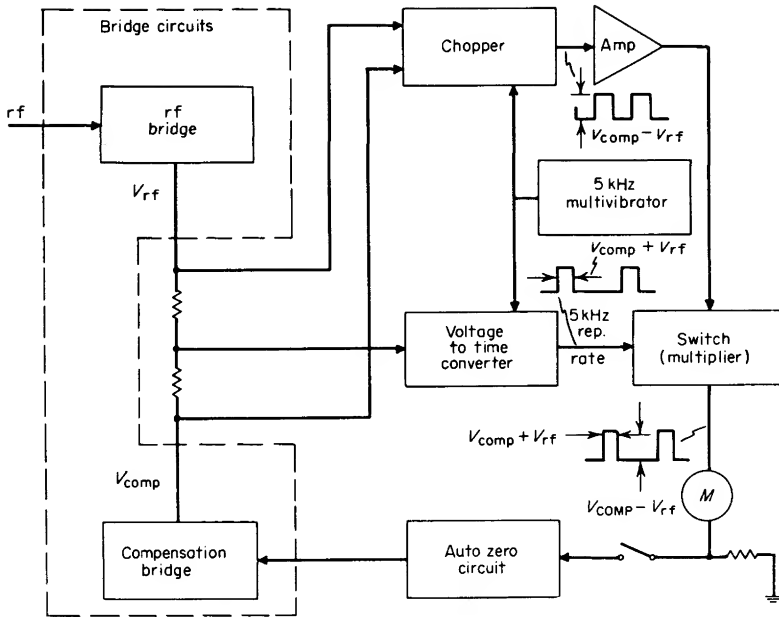 Bridge circuits
rf
rf
bridge
Vrf
Chopper
Amp
Vcomp − Vrf
5 kHz
multivibrator
Vcomp + Vrf
Voltage
to time
converter
5 kHz
rep.
rate
Switch
(multiplier)
Vcomp + Vrf
VCOMP − Vrf
M
Vcomp
Compensation
bridge
Auto zero
circuit